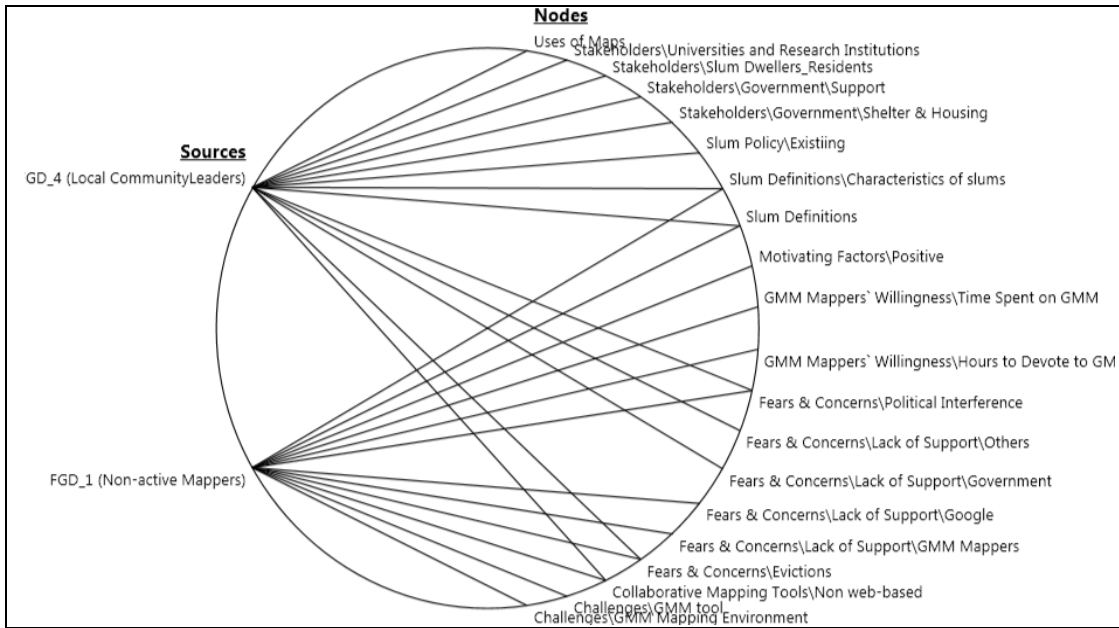 Nodes
Uses of Maps
Stakeholders\Universities and Research Institutions
Stakeholders\Slum Dwellers_Residents
Stakeholders\Government\Support
Stakeholders\Government\Shelter & Housing
Slum Policy\Existiing
Sources
GD_4 (Local CommunityLeaders)
Slum Definitions\Characteristics of slums
Slum Definitions
Motivating Factors\Positive
GMM Mappers` Willingness\Time Spent on GMM
GMM Mappers` Willingness\Hours to Devote to GM
Fears & Concerns\Political Interference
Fears & Concerns\Lack of Support\Others
FGD_1 (Non-active Mappers)
Fears & Concerns\Lack of Support\Government
Fears & Concerns\Lack of Support\Google
Fears & Concerns\Lack of Support\GMM Mappers
Fears & Concerns\Evictions
Collaborative Mapping Tools\Non web-based
Challenges\GMM tool
Challenges\GMM Mapping Environment